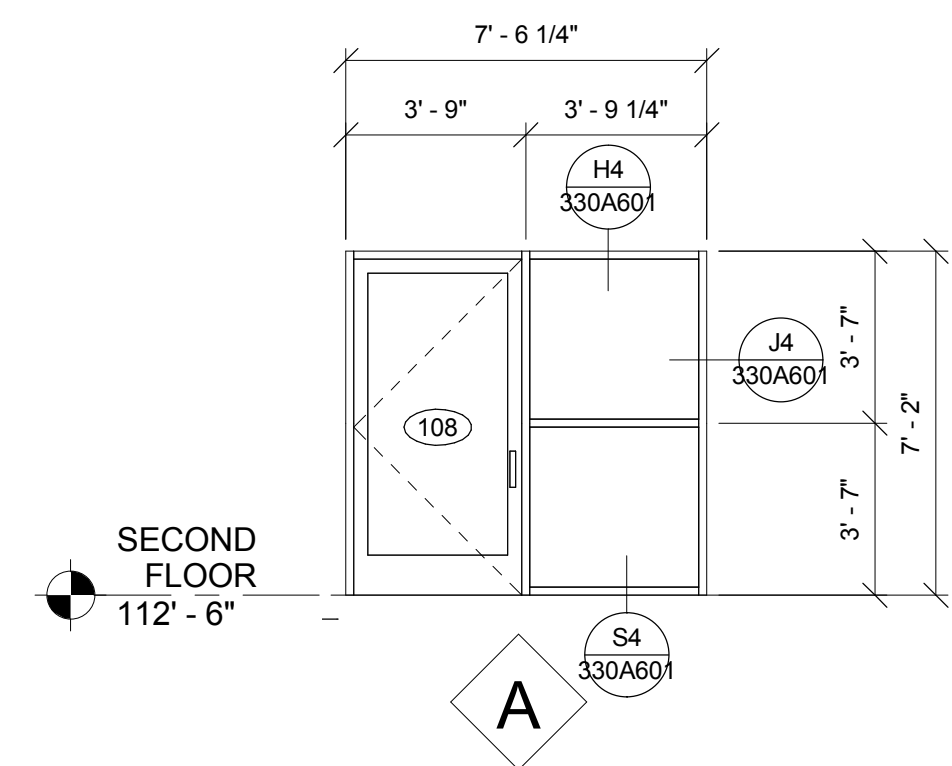 7' - 6 1/4"
3' - 9"
3' - 9 1/4"
H4
330A601
J4
330A601
3' - 7"
7' - 2"
108
3' - 7"
SECOND
FLOOR
112' - 6"
S4
330A601
A